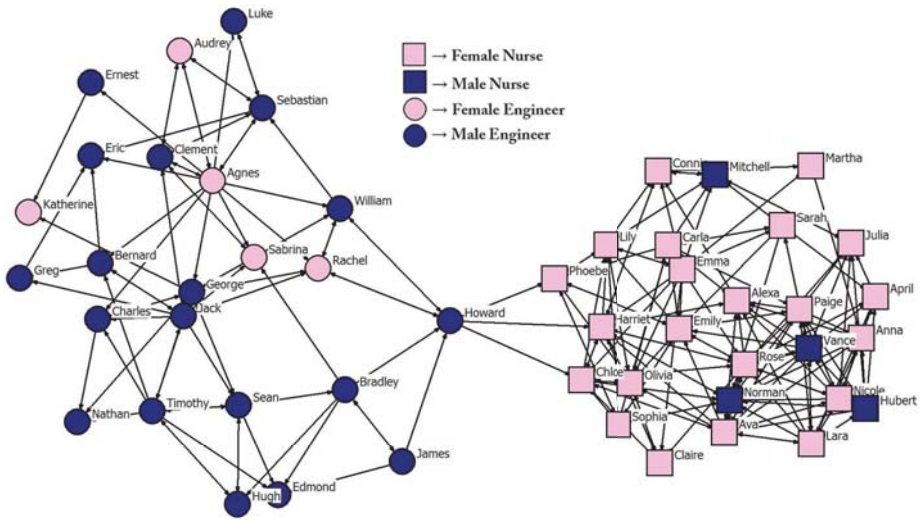 Luke
Audrey
Ernest
Sebastian
Eric
Clement
Agnes
Katherine
William
Bernard
Sabrina
Rachel
Greg
George
Charles
Jack
Howard
Bradley
Nathan
Timothy
Sean
James
Hugh
Edmond
→ Female Nurse
→ Male Nurse
→ Female Engineer
→ Male Engineer
Conni
Mitchell
Martha
Sarah
Lily
Carla
Julia
Emma
Phoebe
Alexa
Paige
April
Harriet
Emily
Anna
Vance
Rose
Chloe
Olivia
Norman
Nicole
Hubert
Sophia
Ava
Lara
Claire